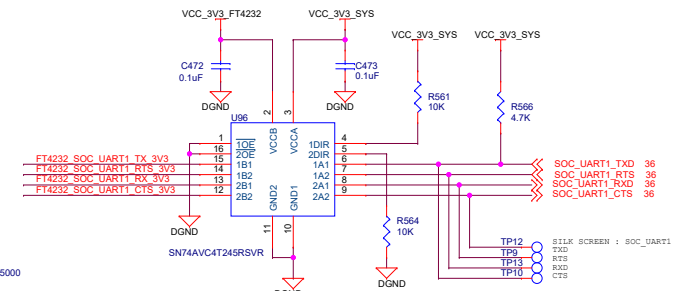 VCC_3V3_FT4232
VCC_3V3_SYS
VCC_3V3_SYS
VCC_3V3_SYS
C472
0.1uF
C473
0.1uF
R561
10K
R566
4.7K
DGND
DGND
U96
2
3
VCCB
VCCA
1
16
15
14
13
12
1OE
2OE
1B1
1B2
2B1
2B2
1DIR
2DIR
1A1
1A2
2A1
2A2
4
5
6
7
8
9
GND2
GND1
11
10
FT4232_SOC_UART1_TX_3V3
FT4232_SOC_UART1_RTS_3V3
FT4232_SOC_UART1_RX_3V3
FT4232_SOC_UART1_CTS_3V3
SOC_UART1_TXD 36
SOC_UART1_RTS 36
SOC_UART1_RXD 36
SOC_UART1_CTS 36
DGND
SN74AVC4T245RSVR
R564
10K
DGND
DGND
TP12
TP9
TP13
TP10
SILK SCREEN : SOC_UART1
TXD
RTS
RXD
CTS
5000